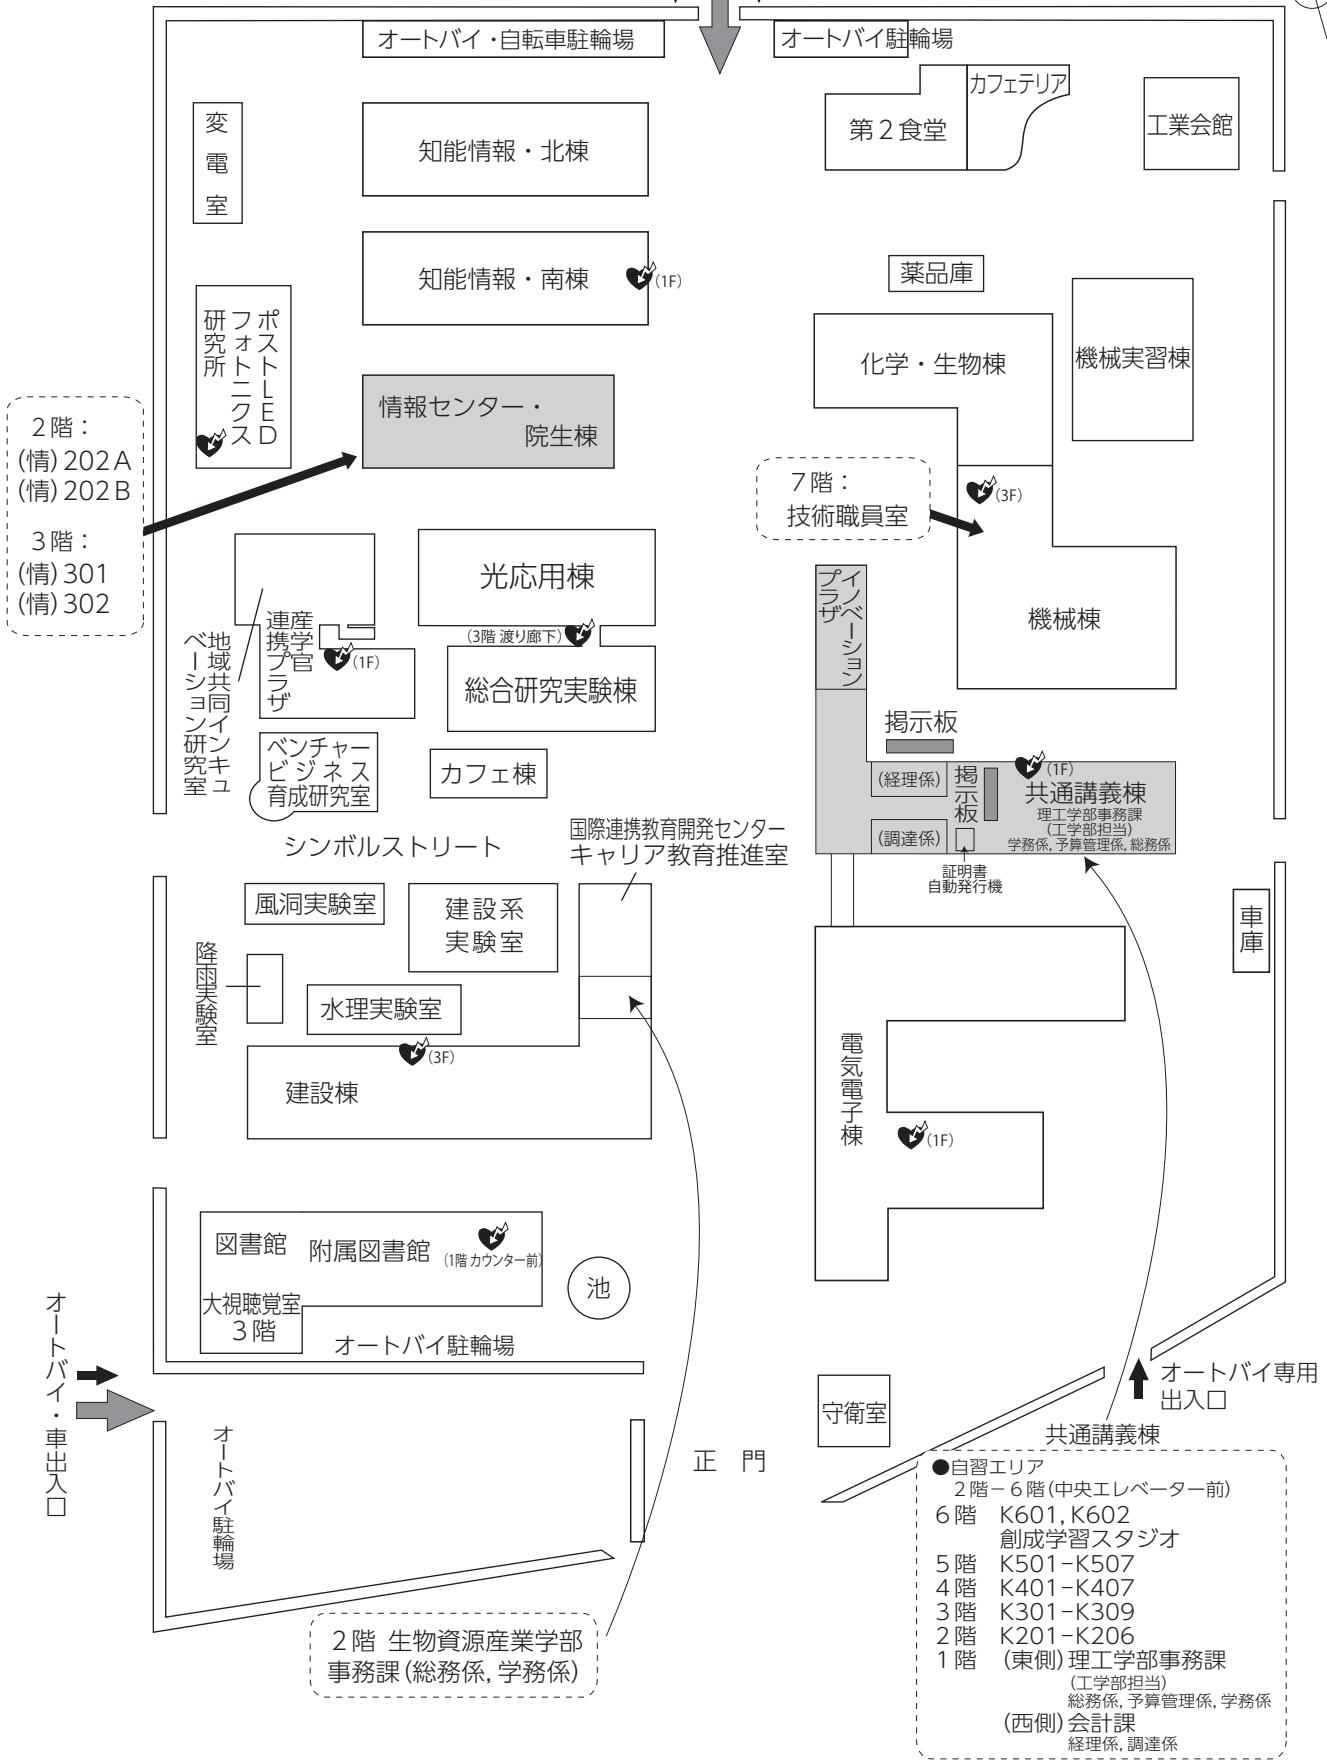 オートバイ・自転車駐輪場
オートバイ駐輪場
カフェテリア
第２食堂
工業会館
変電室
知能情報・北棟
知能情報・南棟
(1F)
薬品庫
ポストLED
フォトニクス
研究所
化学・生物棟
機械実習棟
情報センター・
院生棟
2階：
(情)202A
(情)202B
3階：
(情)301
(情)302
7階：
技術職員室
(3F)
機械棟
イノベーション
プラザ
光応用棟
(3階 渡り廊下)
産学官
連携プラザ
(1F)
地域共同インキュ
ベーション研究室
総合研究実験棟
掲示板
ベンチャー
ビジネス
育成研究室
カフェ棟
(経理係)
掲示板
(1F)
共通講義棟
理工学部事務課
(工学部担当)
学務係, 予算管理係, 総務係
(調達係)
証明書
自動発行機
シンボルストリート
国際連携教育開発センター
キャリア教育推進室
風洞実験室
建設系
実験室
車庫
降雨実験室
水理実験室
(3F)
建設棟
電気電子棟
(1F)
図書館
附属図書館
(1階 カウンター前)
大視聴覚室
3階
池
オートバイ駐輪場
オートバイ・車出入口
オートバイ駐輪場
正 門
守衛室
オートバイ専用
出入口
共通講義棟
●自習エリア
2階－6階(中央エレベーター前)
6階 K601, K602
創成学習スタジオ
5階 K501-K507
4階 K401-K407
3階 K301-K309
2階 K201-K206
1階 (東側)理工学部事務課
(工学部担当)
総務係, 予算管理係, 学務係
(西側)会計課
経理係, 調達係
2階 生物資源産業学部
事務課(総務係, 学務係)